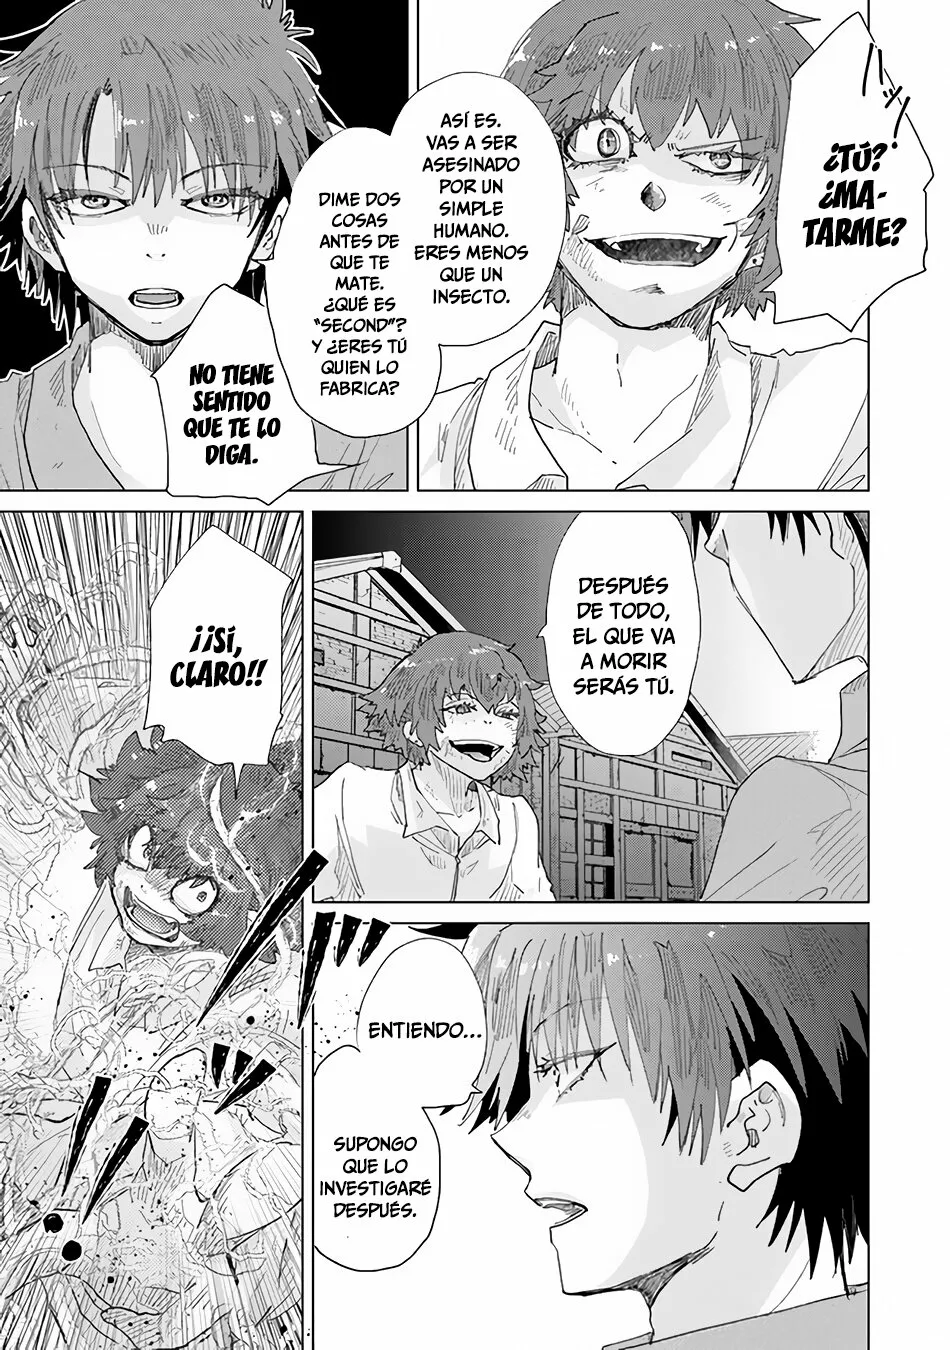 ¿TÚ?
¿MA-
TARME?
ASÍ ES.
VAS A SER
ASESINADO
POR UN
SIMPLE
HUMANO.
ERES MENOS
QUE UN
INSECTO.
DIME DOS
COSAS
ANTES DE
QUE TE
MATE.
¿QUÉ ES
“SECOND”?
Y ¿ERES TÚ
QUIEN LO
FABRICA?
NO TIENE
SENTIDO
QUE TE LO
DIGA.
DESPUÉS
DE TODO,
EL QUE VA
A MORIR
SERÁS TÚ.
ENTIENDO...
SUPONGO
QUE LO
INVESTIGARÉ
DESPUÉS.
¡¡SÍ,
CLARO!!